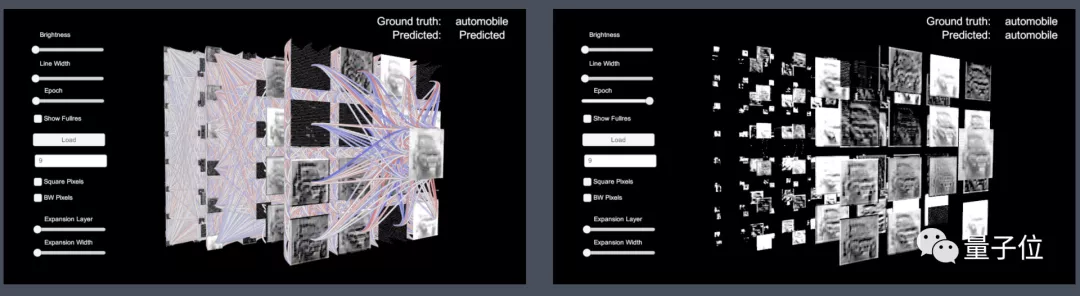 Ground truth: automobile
Predicted: Predicted
Brightness
Line Width
Epoch
Show Fullres
Load
9
Square Pixels
BW Pixels
Expansion Layer
Expansion Width
Ground truth: automobile
Predicted: automobile
Brightness
Line Width
Epoch
Show Fullres
Load
9
Square Pixels
BW Pixels
Expansion Layer
Expansion Width
量子位